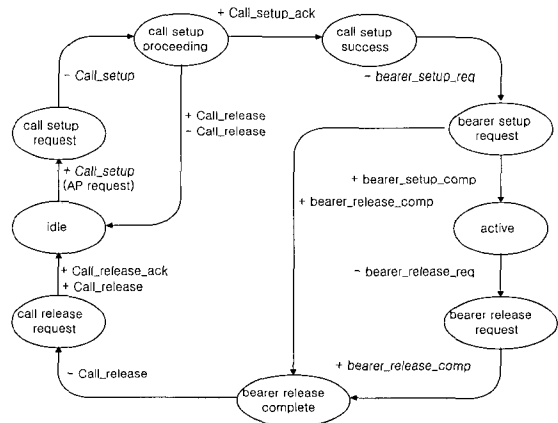 + Call_setup_ack
call setup
proceeding
call setup
success
- Call_setup
- bearer_setup_req
+ Call_release
- Call_release
call setup
request
bearer setup
request
+ Call_setup
(AP request)
+ bearer_setup_comp
+ bearer_release_comp
idle
active
+ Call_release_ack
+ Call_release
- bearer_release_req
call release
request
bearer release
request
- Call_release
+ bearer_release_comp
bearer release
complete